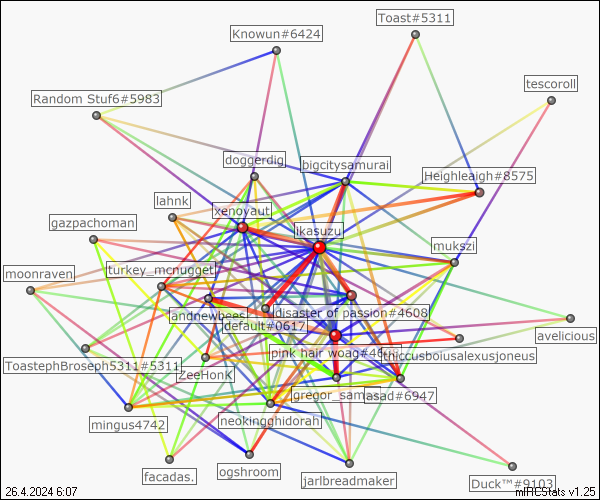 Toast#5311
Knowun#6424
tescoroll
Random Stuf6#5983
doggerdig
bigcitysamurai
Heighleaigh#8575
lahnk
xenoyaut
gazpachoman
ikasuzu
mukszi
moonraven
turkey_mcnugget
andnewbees
disaster of passion#4608
default#0617
avelicious
pink hair woag#46
thiccusboiusalexusjoneus
ToastephBroseph5311#5311
ZeeHonK
gregor_samasa
asad#6947
mingus4742
neokingghidorah
facadas.
ogshroom
jarlbreadmaker
Duck™#9103
26.4.2024 6:07
mIRCStats v1.25